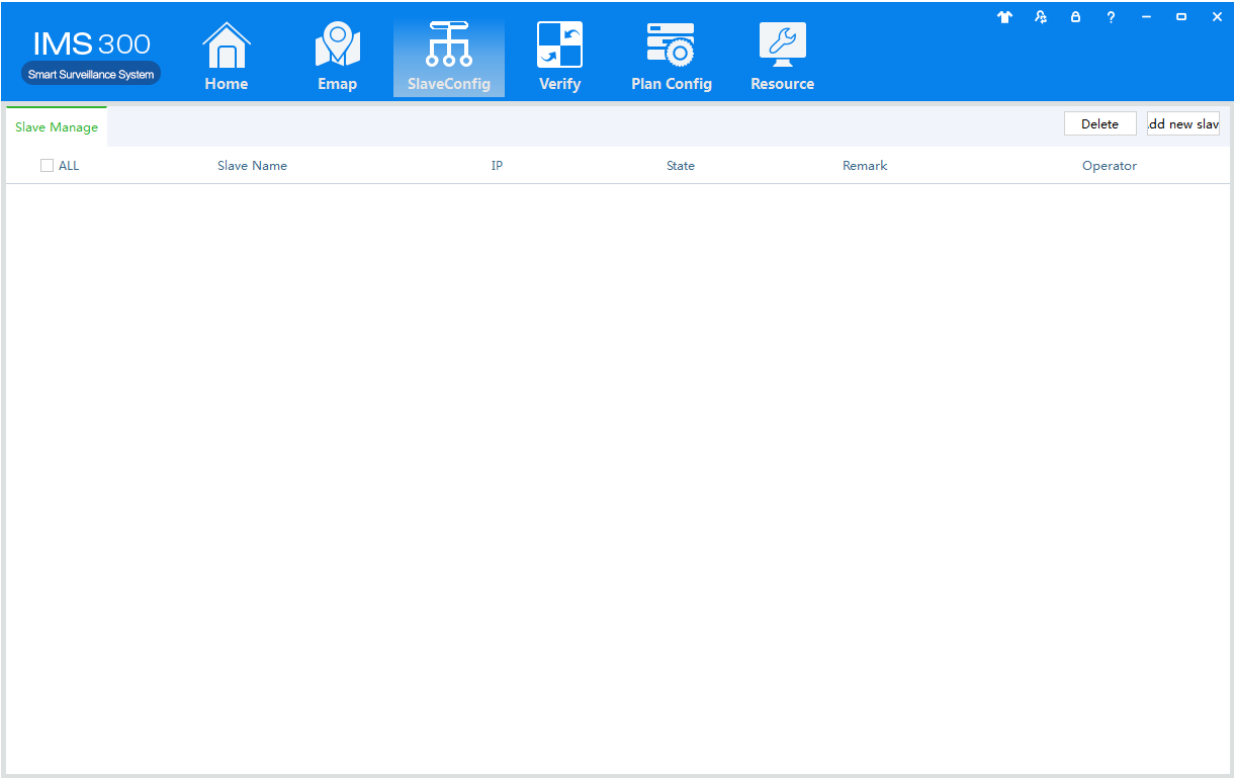 IMS 300
Smart Surveillance System
Home
Emap
SlaveConfig
Verify
Plan Config
Resource
?
Slave Manage
Delete
dd new slav
ALL
Slave Name
IP
State
Remark
Operator